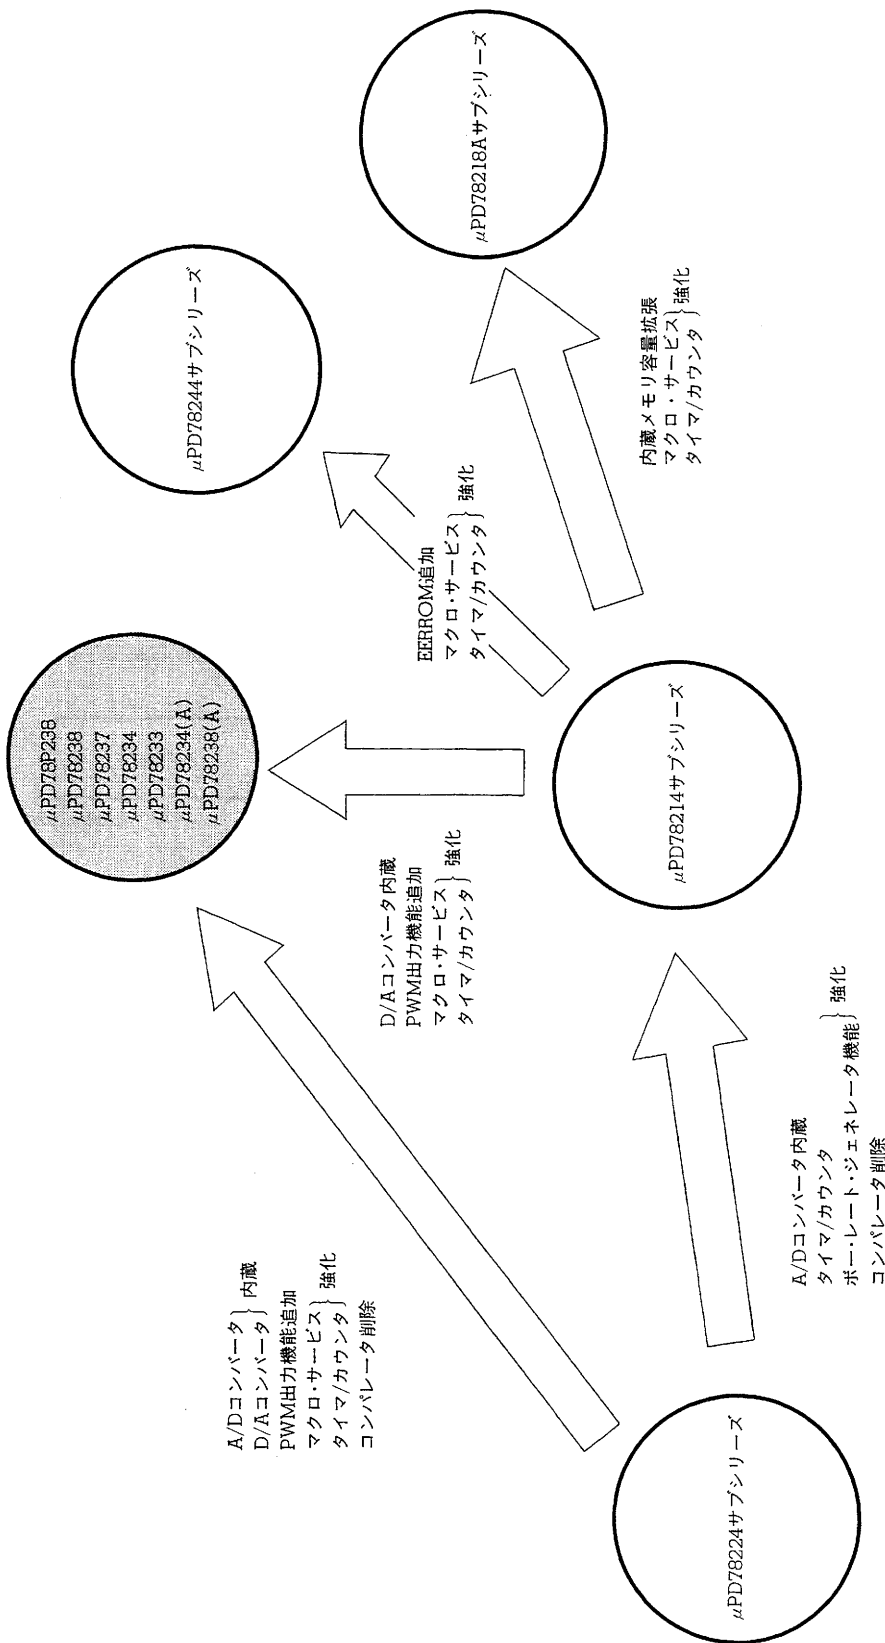 μPD78224サブシリーズ
A/Dコンバータ
D/Aコンバータ}内蔵
PWM出力機能追加
マクロ・サービス
タイマ/カウンタ}強化
コンパレータ削除
A/Dコンバータ内蔵
タイマ/カウンタ
ボー・レート・ジェネレータ機能}強化
コンパレータ削除
μPD78P238
μPD78238
μPD78237
μPD78234
μPD78233
μPD78234(A)
μPD78238(A)
D/Aコンバータ内蔵
PWM出力機能追加
マクロ・サービス
タイマ/カウンタ}強化
μPD78214サブシリーズ
EERROM追加
マクロ・サービス
タイマ/カウンタ}強化
内蔵メモリ容量拡張
マクロ・サービス
タイマ/カウンタ}強化
μPD78244サブシリーズ
μPD78218Aサブシリーズ